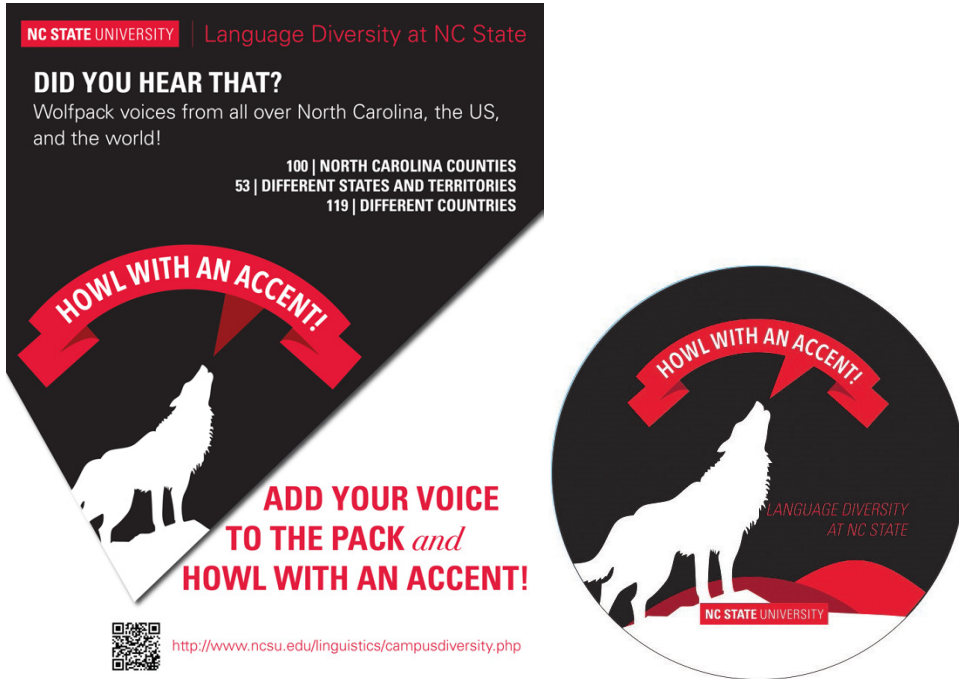 NC STATE UNIVERSITY | Language Diversity at NC State
DID YOU HEAR THAT?
Wolfpack voices from all over North Carolina, the US,
and the world!
100 | NORTH CAROLINA COUNTIES
53 | DIFFERENT STATES AND TERRITORIES
119 | DIFFERENT COUNTRIES
HOWL WITH AN ACCENT!
ADD YOUR VOICE
TO THE PACK and
HOWL WITH AN ACCENT!
http://www.ncsu.edu/linguistics/campusdiversity.php
HOWL WITH AN ACCENT!
LANGUAGE DIVERSITY
AT NC STATE
NC STATE UNIVERSITY